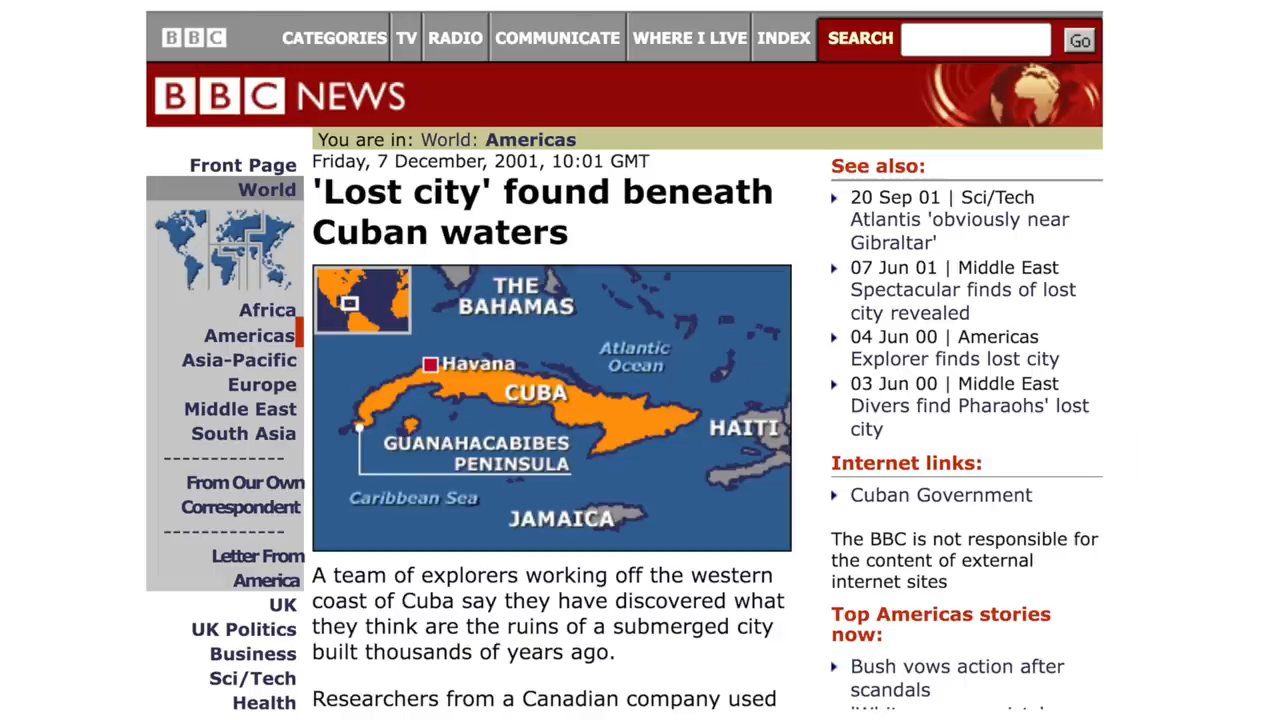 BBC CATEGORIES TV RADIO COMMUNICATE WHERE I LIVE INDEX SEARCH Go
BBC NEWS
You are in: World: Americas
Front Page
World
Africa
Americas
Asia-Pacific
Europe
Middle East
South Asia
-------------
From Our Own
Correspondent
-------------
Letter From
America
UK
UK Politics
Business
Sci/Tech
Health
Friday, 7 December, 2001, 10:01 GMT
'Lost city' found beneath
Cuban waters
THE
BAHAMAS
Atlantic
Ocean
Havana
CUBA
HAITI
GUANAHACABIBES
PENINSULA
Caribbean Sea
JAMAICA
A team of explorers working off the western
coast of Cuba say they have discovered what
they think are the ruins of a submerged city
built thousands of years ago.
Researchers from a Canadian company used
See also:
20 Sep 01 | Sci/Tech
Atlantis 'obviously near
Gibraltar'
07 Jun 01 | Middle East
Spectacular finds of lost
city revealed
04 Jun 00 | Americas
Explorer finds lost city
03 Jun 00 | Middle East
Divers find Pharaohs' lost
city
Internet links:
Cuban Government
The BBC is not responsible for
the content of external
internet sites
Top Americas stories
now:
Bush vows action after
scandals